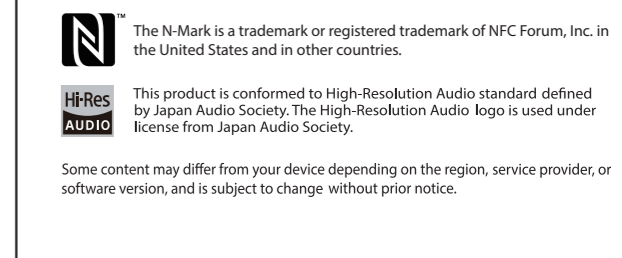 ™
The N-Mark is a trademark or registered trademark of NFC Forum, Inc. in
the United States and in other countries.
Hi-Res
AUDIO
This product is conformed to High-Resolution Audio standard defined
by Japan Audio Society. The High-Resolution Audio logo is used under
license from Japan Audio Society.
Some content may differ from your device depending on the region, service provider, or
software version, and is subject to change without prior notice.